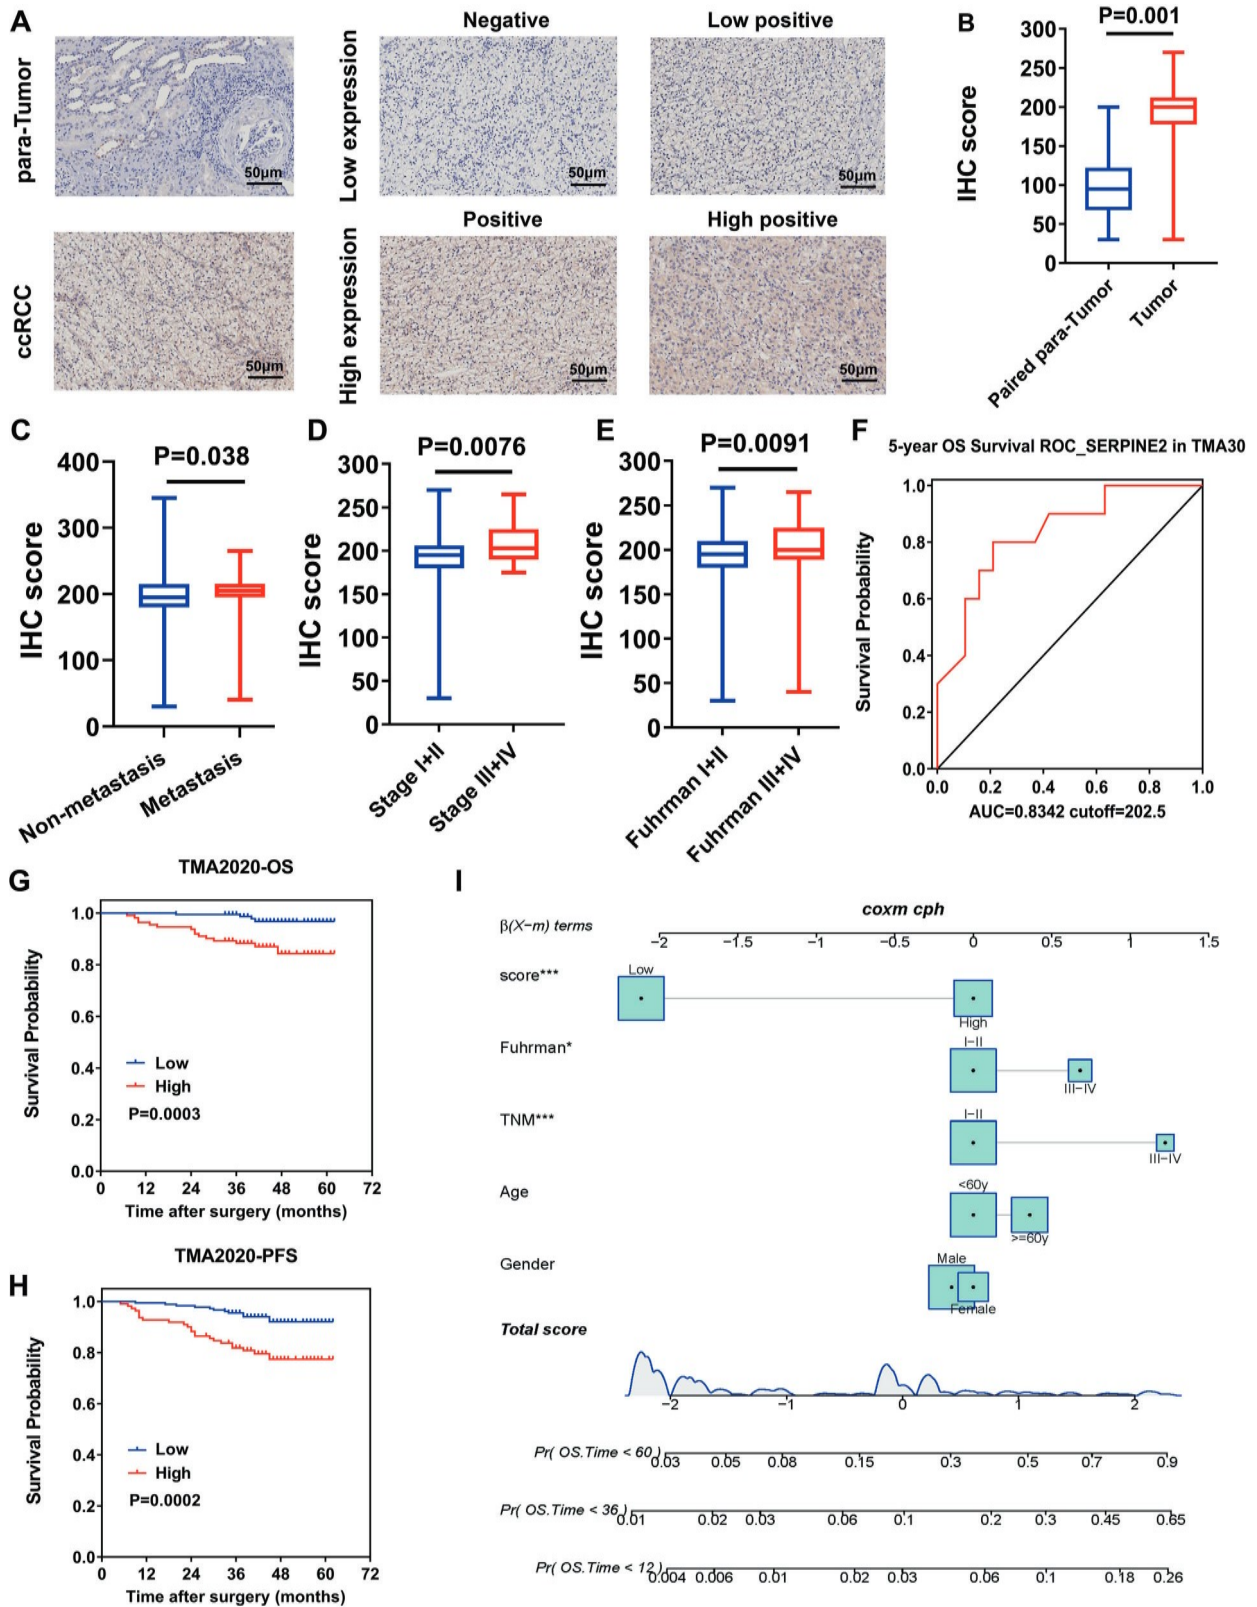 A
Negative
Low positive
para-Tumor
Low expression
50µm
50µm
50µm
Positive
High positive
ccRCC
High expression
50µm
50µm
50µm
B
P=0.001
IHC score
300
250
200
150
100
50
0
Paired para-Tumor
Tumor
C
P=0.038
IHC score
400
300
200
100
0
Non-metastasis
Metastasis
D
P=0.0076
IHC score
300
250
200
150
100
50
0
Stage I+II
Stage III+IV
E
P=0.0091
IHC score
300
250
200
150
100
50
0
Fuhrman I+II
Fuhrman III+IV
F
5-year OS Survival ROC_SERPINE2 in TMA30
Survival Probability
1.0
0.8
0.6
0.4
0.2
0.0
0.0 0.2 0.4 0.6 0.8 1.0
AUC=0.8342 cutoff=202.5
G
TMA2020-OS
Survival Probability
1.0
0.8
0.6
0.4
0.2
0.0
Low
High
P=0.0003
0 12 24 36 48 60 72
Time after surgery (months)
H
TMA2020-PFS
Survival Probability
1.0
0.8
0.6
0.4
0.2
0.0
Low
High
P=0.0002
0 12 24 36 48 60 72
Time after surgery (months)
I
coxm cph
β(X−m) terms
−2 −1.5 −1 −0.5 0 0.5 1 1.5
score***
Low
High
Fuhrman*
I−II
III−IV
TNM***
I−II
III−IV
Age
<60y
>=60y
Gender
Male
Female
Total score
−2 −1 0 1 2
Pr( OS.Time < 60 )
0.03 0.05 0.08 0.15 0.3 0.5 0.7 0.9
Pr( OS.Time < 36 )
0.01 0.02 0.03 0.06 0.1 0.2 0.3 0.45 0.65
Pr( OS.Time < 12 )
0.004 0.006 0.01 0.02 0.03 0.06 0.1 0.18 0.26